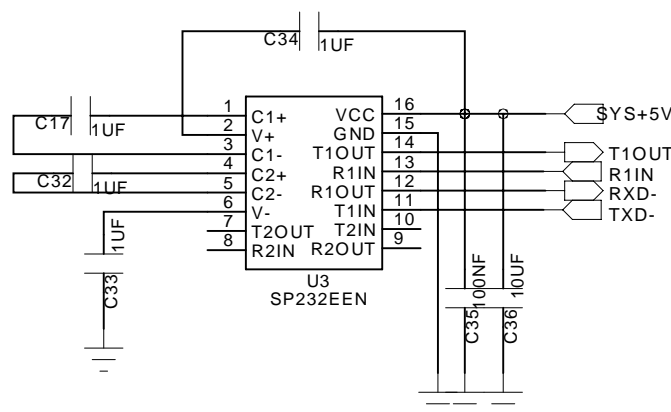 C34
1UF
C17
1UF
C32
1UF
1UF
C33
1
2
3
4
5
6
7
8
C1+
V+
C1-
C2+
C2-
V-
T2OUT
R2IN
VCC
GND
T1OUT
R1IN
R1OUT
T1IN
T2IN
R2OUT
16
15
14
13
12
11
10
9
U3
SP232EEN
SYS+5V
T1OUT
R1IN
RXD-
TXD-
100NF
C35
10UF
C36